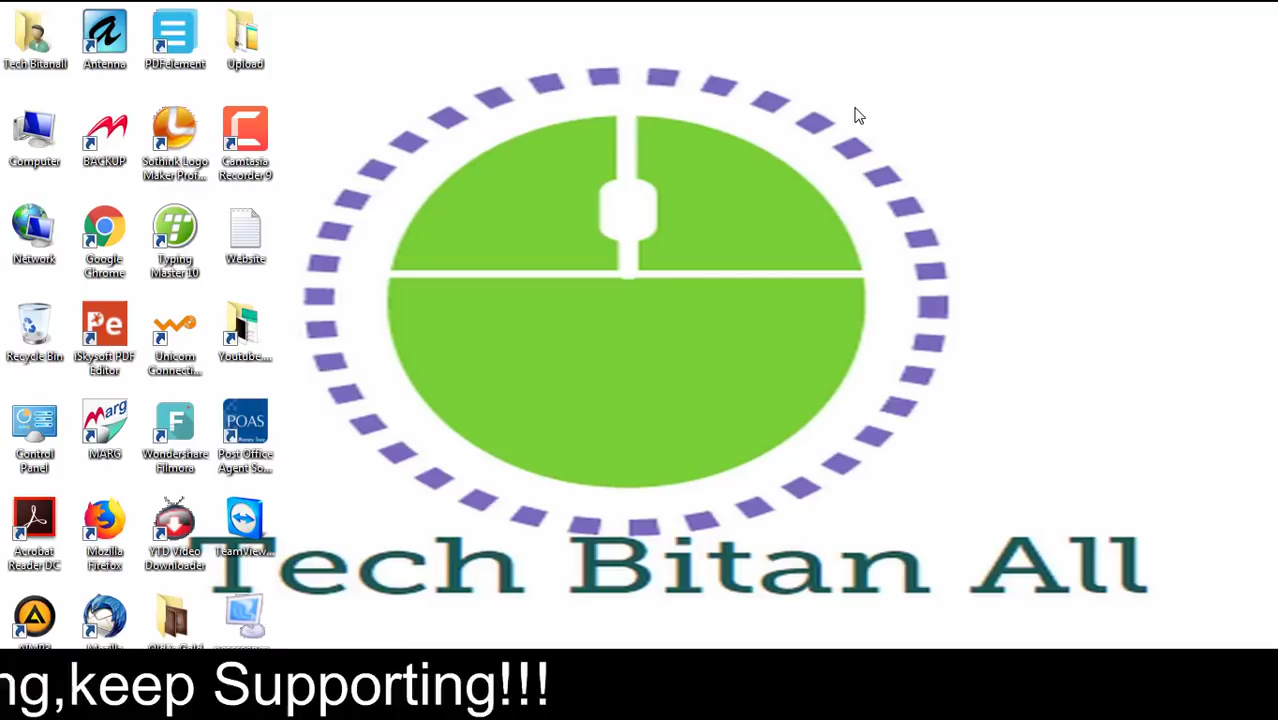 Tech Bitanall
Antenna
PDFelement
Upload
Computer
BACKUP
Sothink Logo
Maker Prof...
Camtasia
Recorder 9
Network
Google
Chrome
Typing
Master 10
Website
Recycle Bin
iSkysoft PDF
Editor
Unicom
Connecti...
Youtube....
Control
Panel
Marg
MARG
Wondershare
Filmora
POAS
Post Office
Agent So...
Acrobat
Reader DC
Mozilla
Firefox
YTD Video
Downloader
TeamView...
Tech Bitan All
ng,keep Supporting!!!